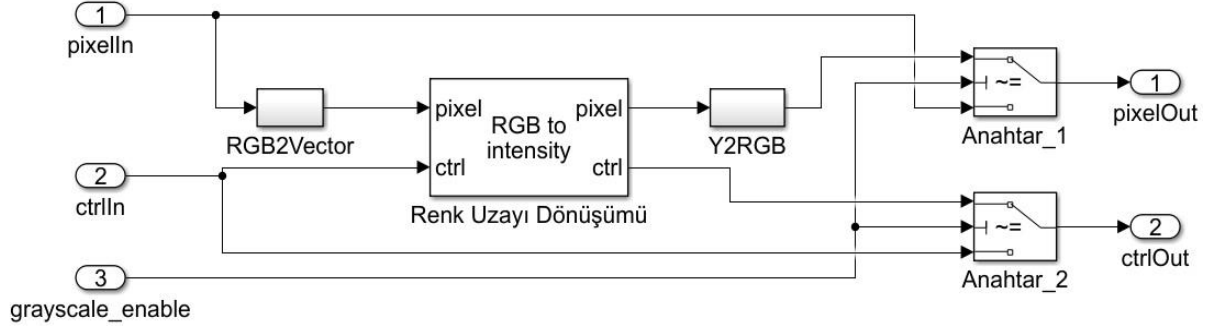 1
pixelIn
RGB2Vector
pixel
ctrl
RGB to
intensity
pixel
ctrl
Renk Uzayı Dönüşümü
Y2RGB
~=
Anahtar_1
1
pixelOut
2
ctrlIn
~=
Anahtar_2
2
ctrlOut
3
grayscale_enable